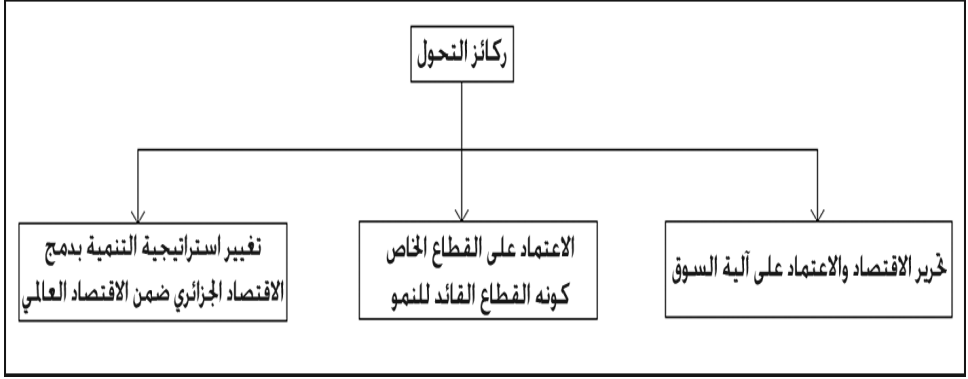 ركائز التحول
تحرير الاقتصاد والاعتماد على آلية السوق
الاعتماد على القطاع الخاص
كونه القطاع القائد للنمو
تغيير استراتيجية التنمية بدمج
الاقتصاد الجزائري ضمن الاقتصاد العالمي